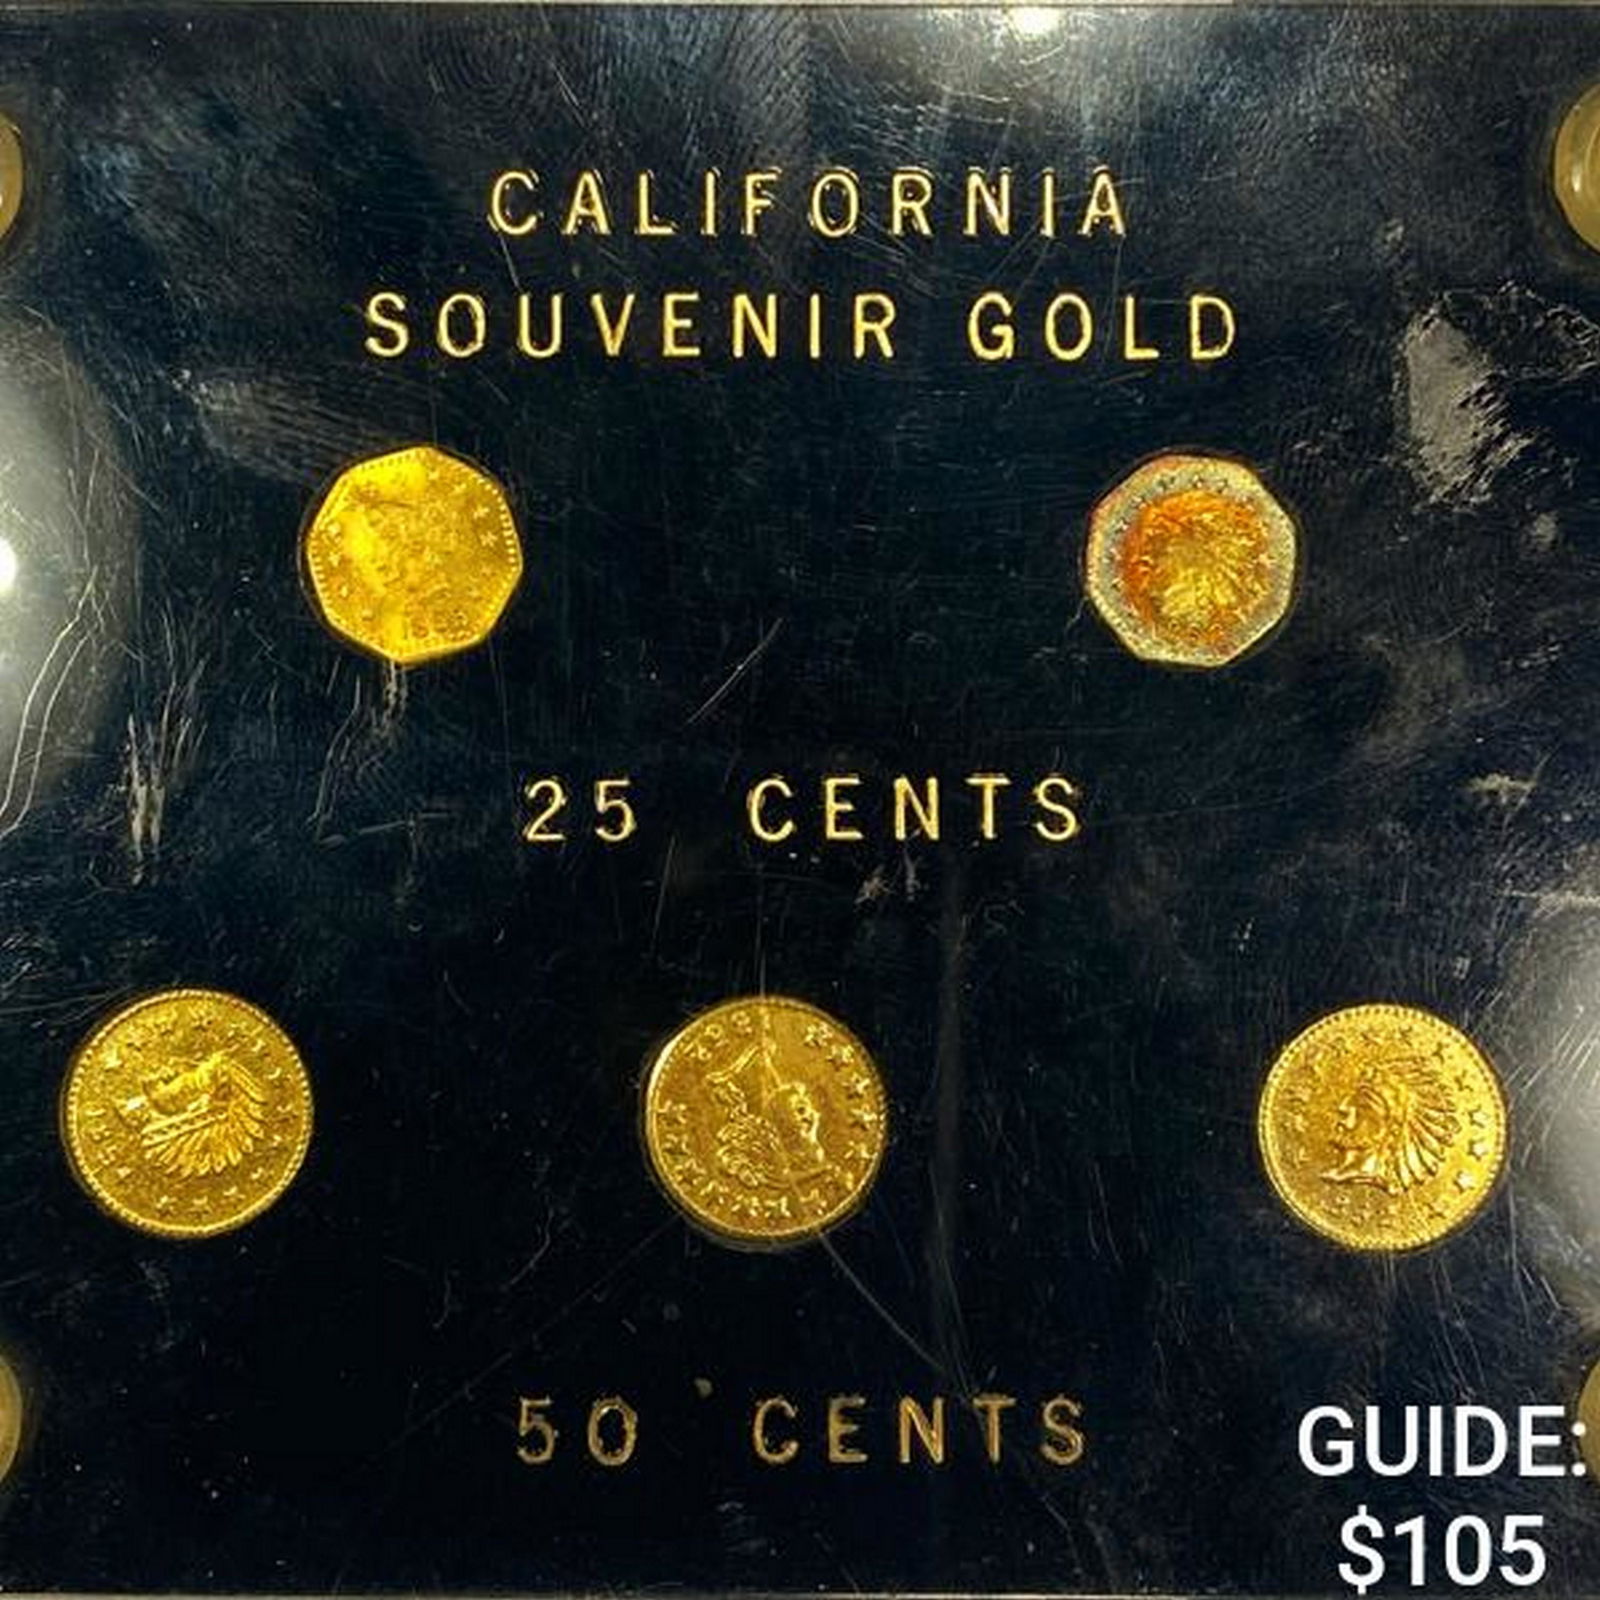 CALIFORNIA
SOUVENIR GOLD
25 CENTS
50 CENTS
GUIDE:
$105